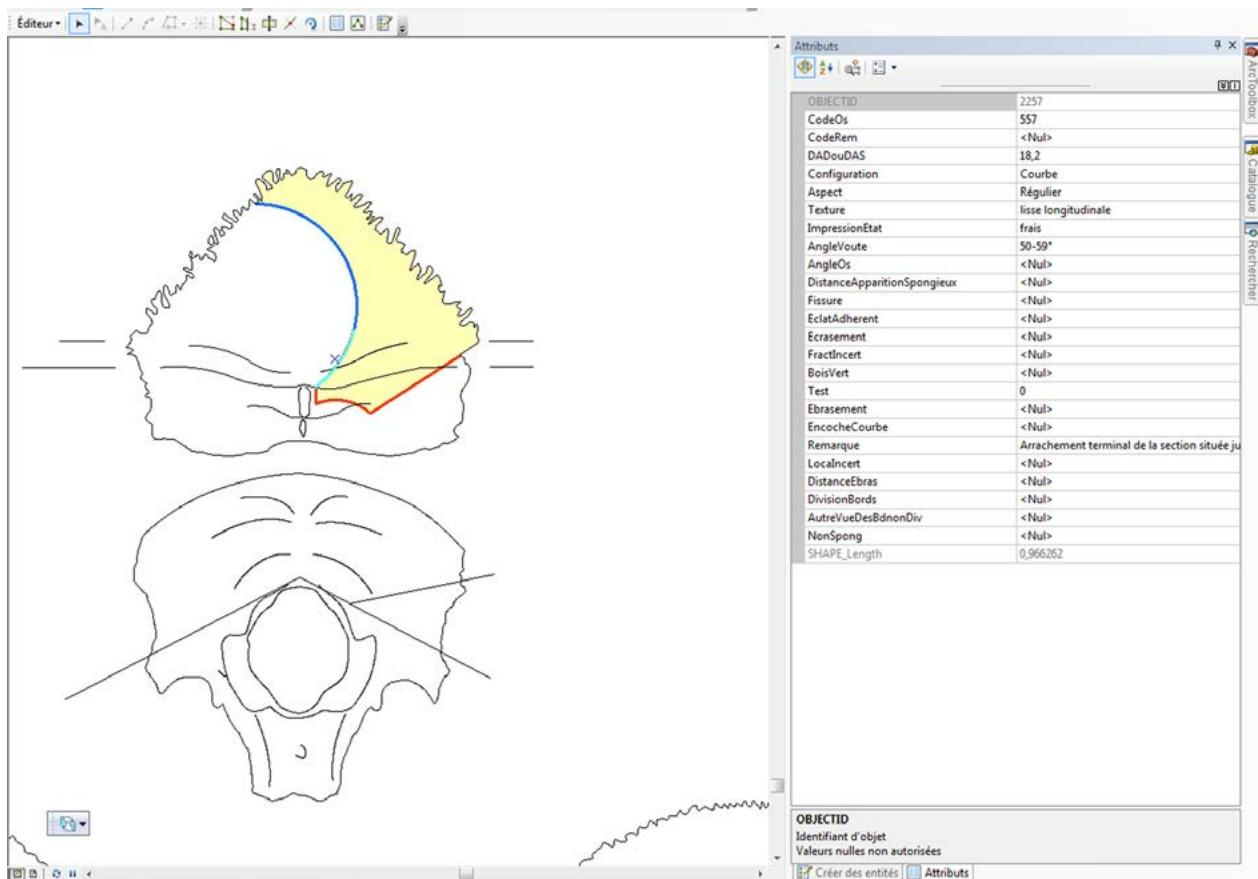 Éditeur
Attributs
OBJECTID 2257
CodeOs 557
CodeRem <Nul>
DADouDAS 18,2
Configuration Courbe
Aspect Régulier
Texture lisse longitudinale
ImpressionEtat frais
AngleVoute 50-59°
AngleOs <Nul>
DistanceApparitionSpongieux <Nul>
Fissure <Nul>
EclatAdherent <Nul>
Ecrasement <Nul>
FractIncert <Nul>
BoisVert <Nul>
Test 0
Ebrasement <Nul>
EncocheCourbe <Nul>
Remarque Arrachement terminal de la section située ju
LocaIncert <Nul>
DistanceEbras <Nul>
DivisionBords <Nul>
AutreVueDesBdnonDiv <Nul>
NonSpong <Nul>
SHAPE_Length 0,966262
OBJECTID
Identifiant d'objet
Valeurs nulles non autorisées
Créer des entités Attributs
ArcToolbox
Catalogue
Rechercher